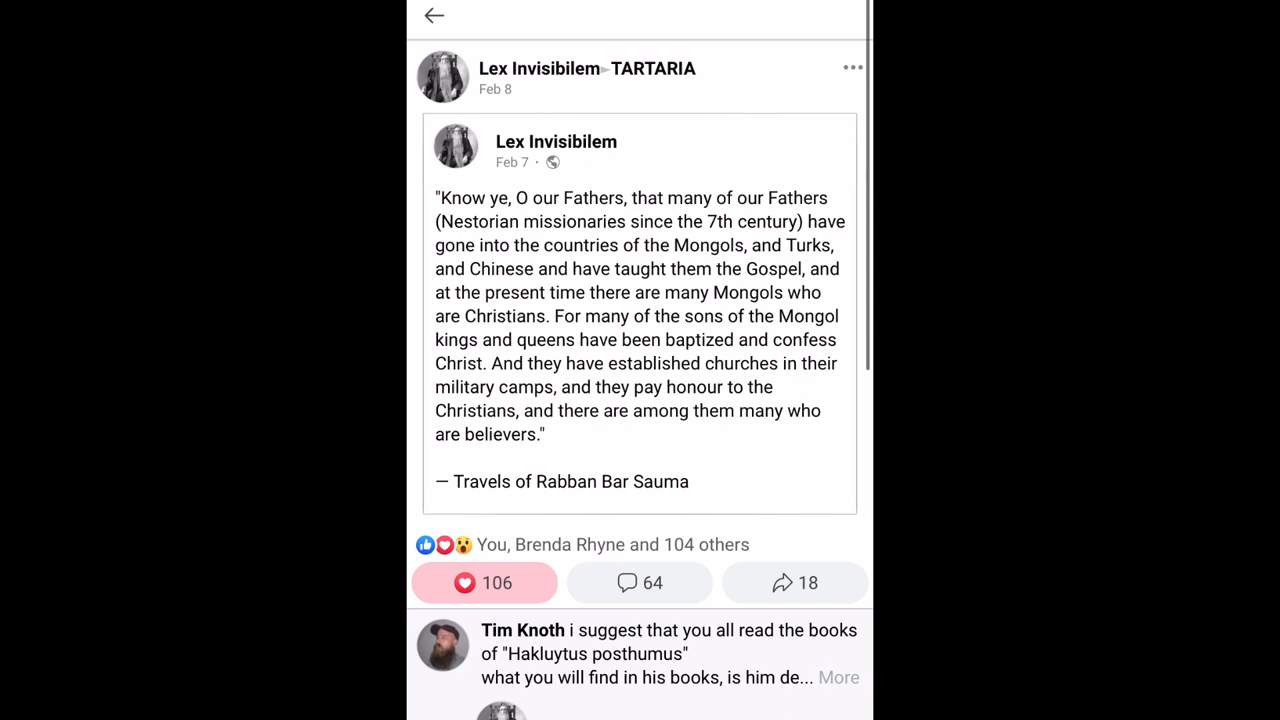 Lex Invisibilem TARTARIA
Feb 8
Lex Invisibilem
Feb 7 ·
"Know ye, O our Fathers, that many of our Fathers
(Nestorian missionaries since the 7th century) have
gone into the countries of the Mongols, and Turks,
and Chinese and have taught them the Gospel, and
at the present time there are many Mongols who
are Christians. For many of the sons of the Mongol
kings and queens have been baptized and confess
Christ. And they have established churches in their
military camps, and they pay honour to the
Christians, and there are among them many who
are believers."
— Travels of Rabban Bar Sauma
You, Brenda Rhyne and 104 others
106 64 18
Tim Knoth i suggest that you all read the books
of "Hakluytus posthumus"
what you will find in his books, is him de... More